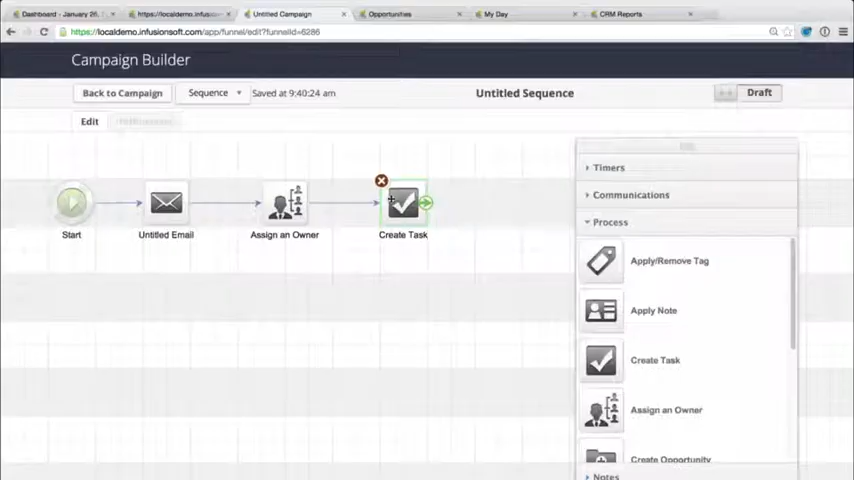 Dashboard - January 26,
https://localdemo.infusions
Untitled Campaign
Opportunities
My Day
CRM Reports
https://localdemo.infusionsoft.com/app/funnel/edit?funnelId=6286
Campaign Builder
Back to Campaign
Sequence
Saved at 9:40:24 am
Untitled Sequence
Draft
Edit
Start
Untitled Email
Assign an Owner
Create Task
Timers
Communications
Process
Apply/Remove Tag
Apply Note
Create Task
Assign an Owner
Create Opportunity
Notes